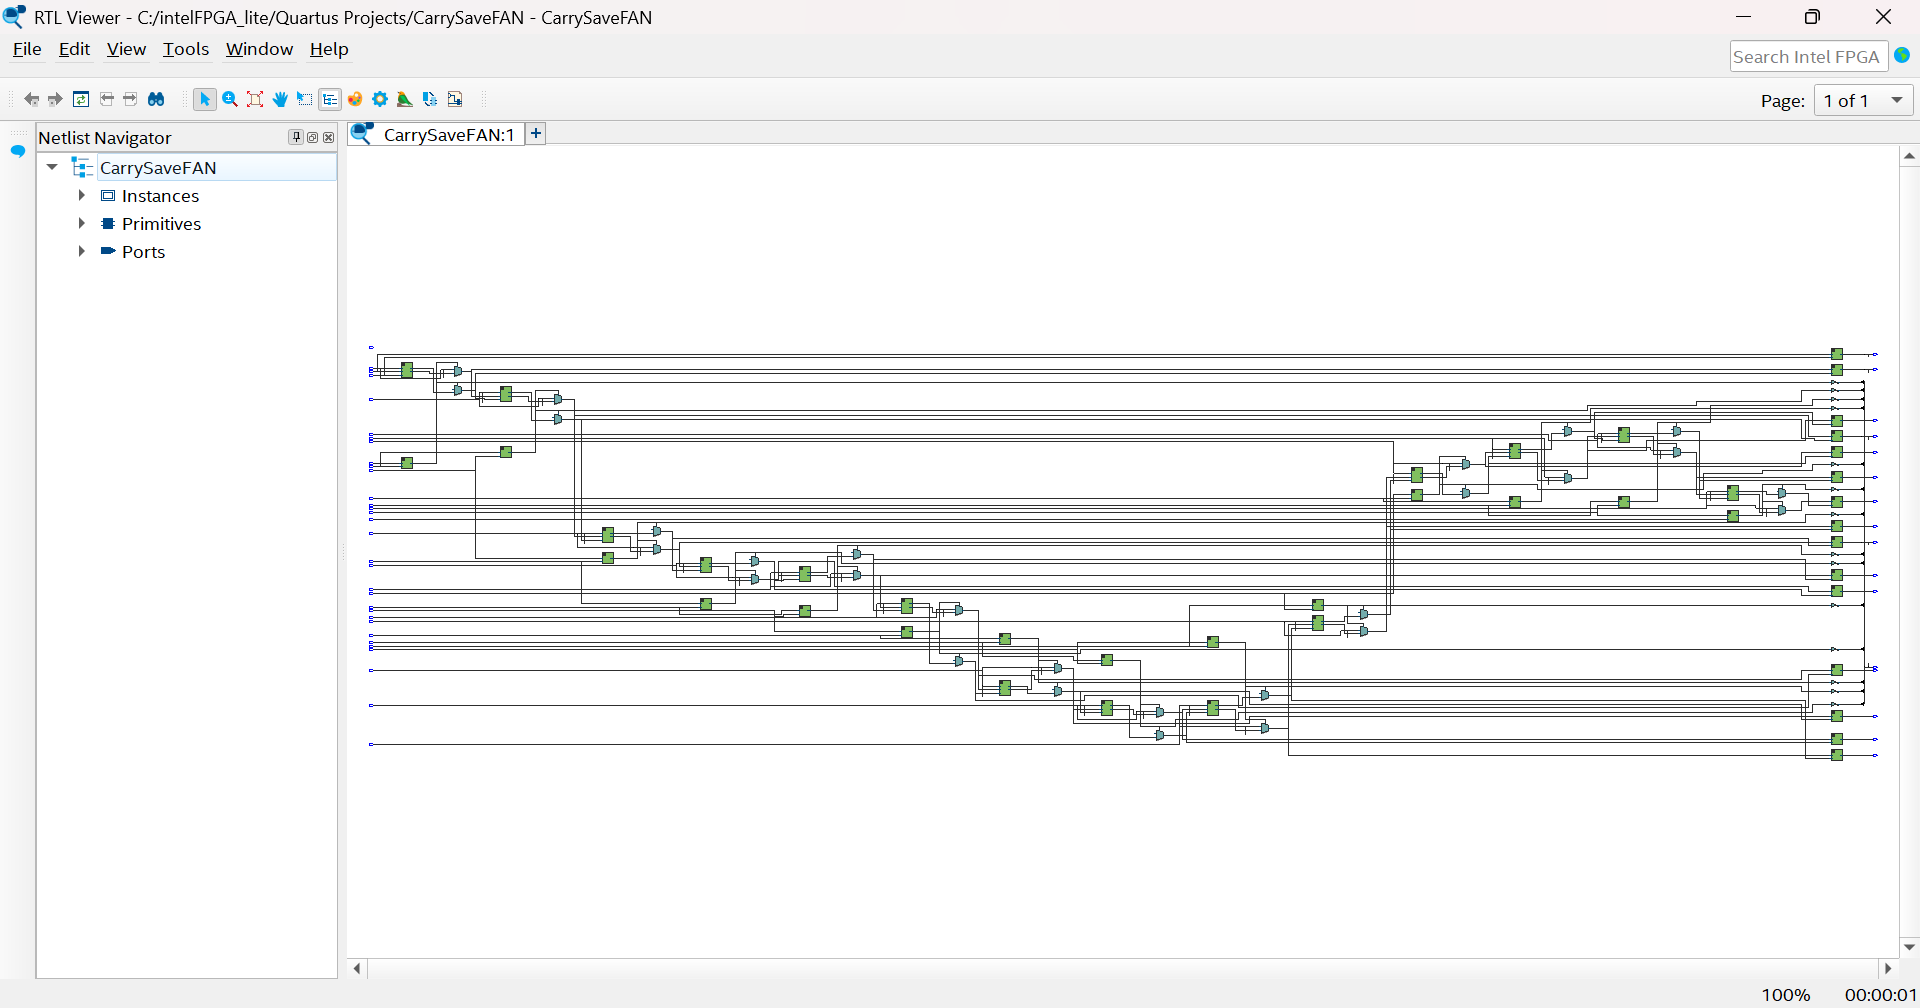 RTL Viewer - C:/intelFPGA_lite/Quartus Projects/CarrySaveFAN - CarrySaveFAN
File Edit View Tools Window Help
Search Intel FPGA
Page: 1 of 1
Netlist Navigator
CarrySaveFAN:1
CarrySaveFAN
Instances
Primitives
Ports
100% 00:00:01